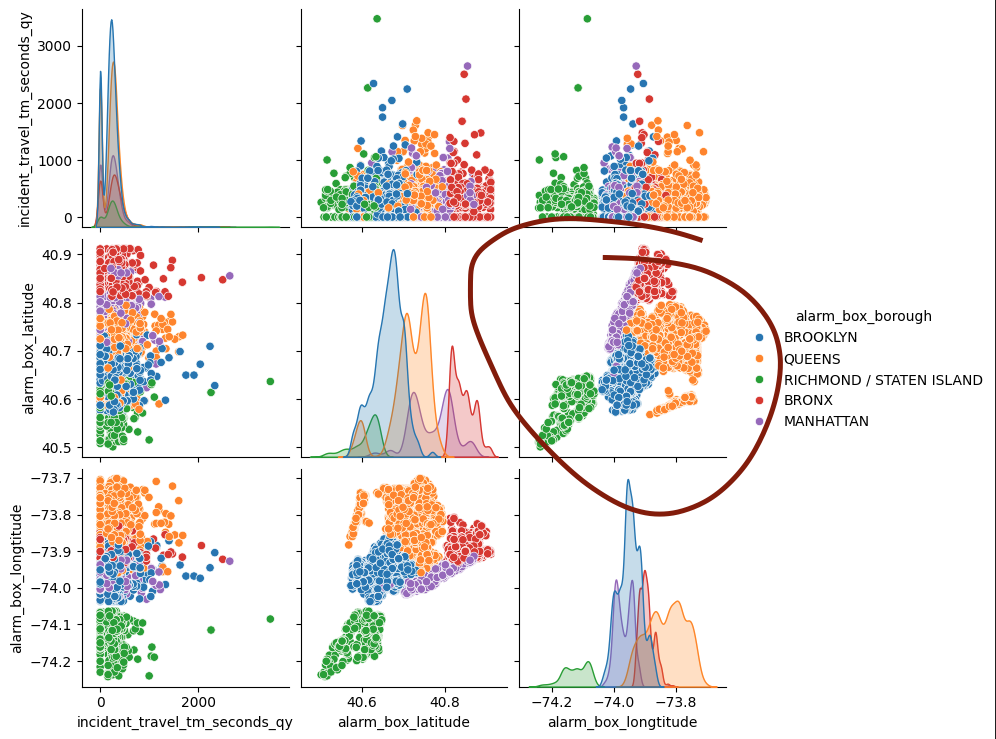 incident_travel_tm_seconds_qy
3000
2000
1000
0
alarm_box_latitude
40.9
40.8
40.7
40.6
40.5
alarm_box_borough
BROOKLYN
QUEENS
RICHMOND / STATEN ISLAND
BRONX
MANHATTAN
alarm_box_longtitude
−73.7
−73.8
−73.9
−74.0
−74.1
−74.2
0 2000
40.6 40.8
−74.2 −74.0 −73.8
incident_travel_tm_seconds_qy
alarm_box_latitude
alarm_box_longtitude